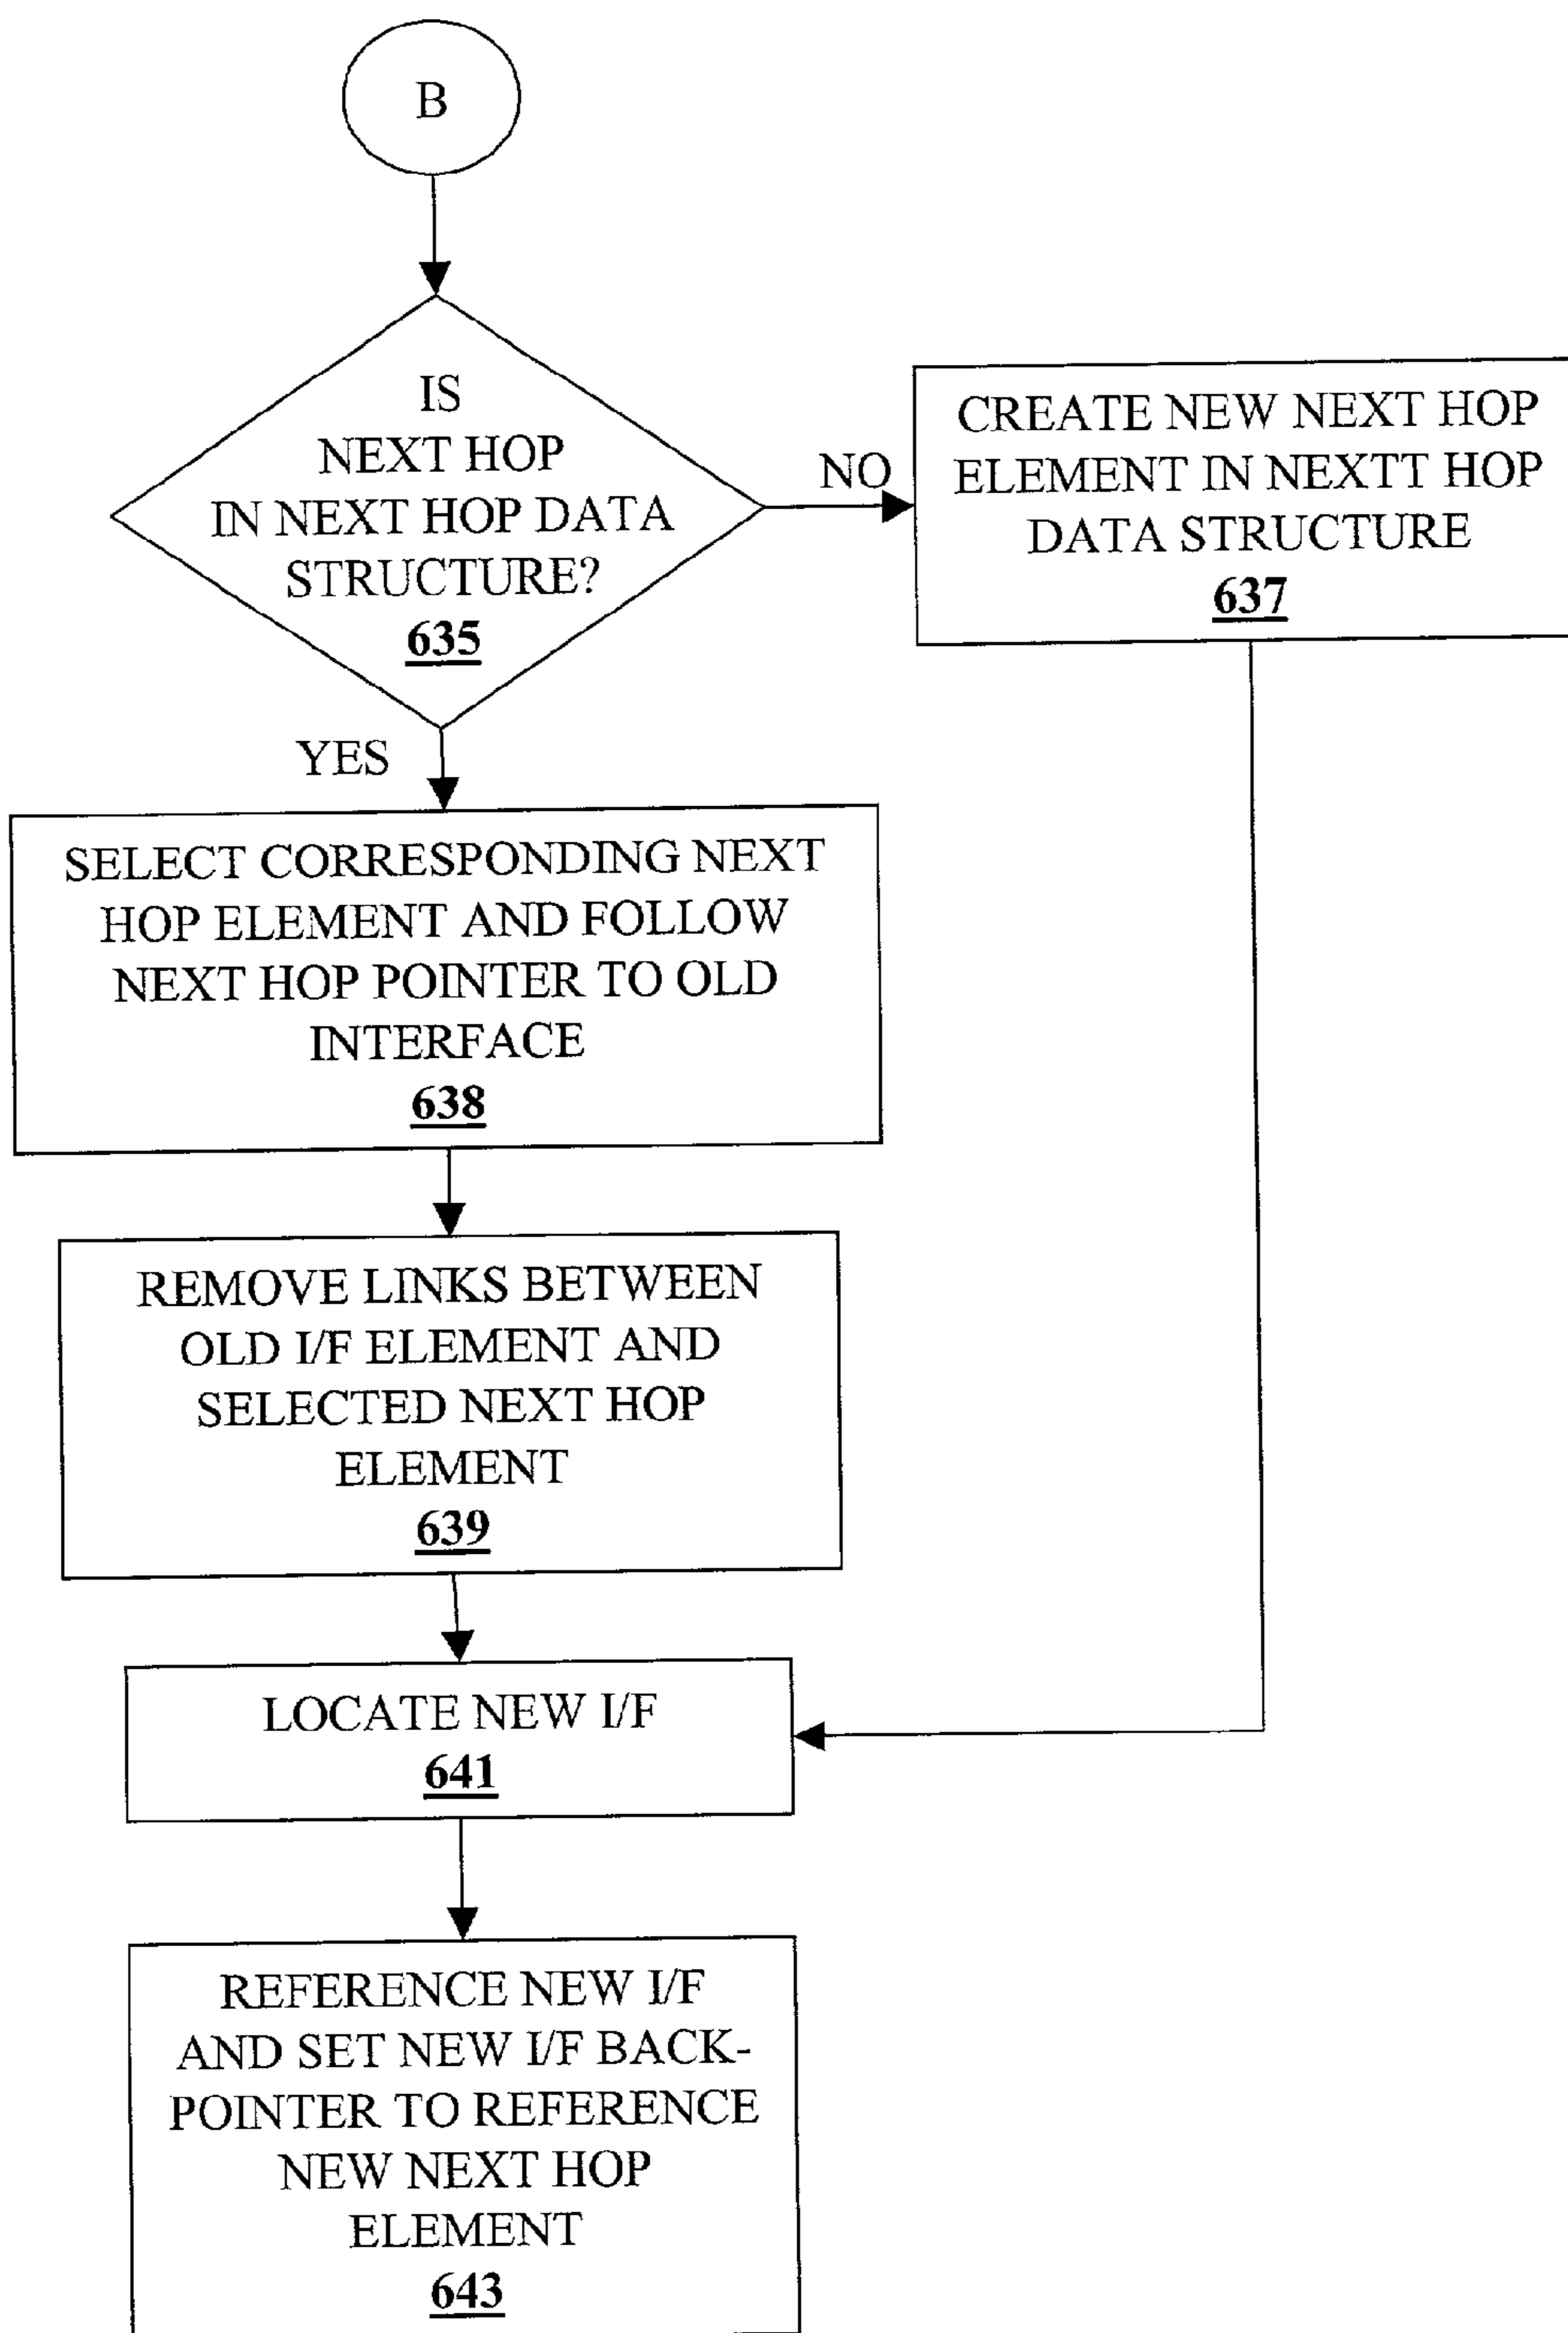 B
IS
NEXT HOP
IN NEXT HOP DATA
STRUCTURE?
635
NO
CREATE NEW NEXT HOP
ELEMENT IN NEXTT HOP
DATA STRUCTURE
637
YES
SELECT CORRESPONDING NEXT
HOP ELEMENT AND FOLLOW
NEXT HOP POINTER TO OLD
INTERFACE
638
REMOVE LINKS BETWEEN
OLD I/F ELEMENT AND
SELECTED NEXT HOP
ELEMENT
639
LOCATE NEW I/F
641
REFERENCE NEW I/F
AND SET NEW I/F BACK-
POINTER TO REFERENCE
NEW NEXT HOP
ELEMENT
643